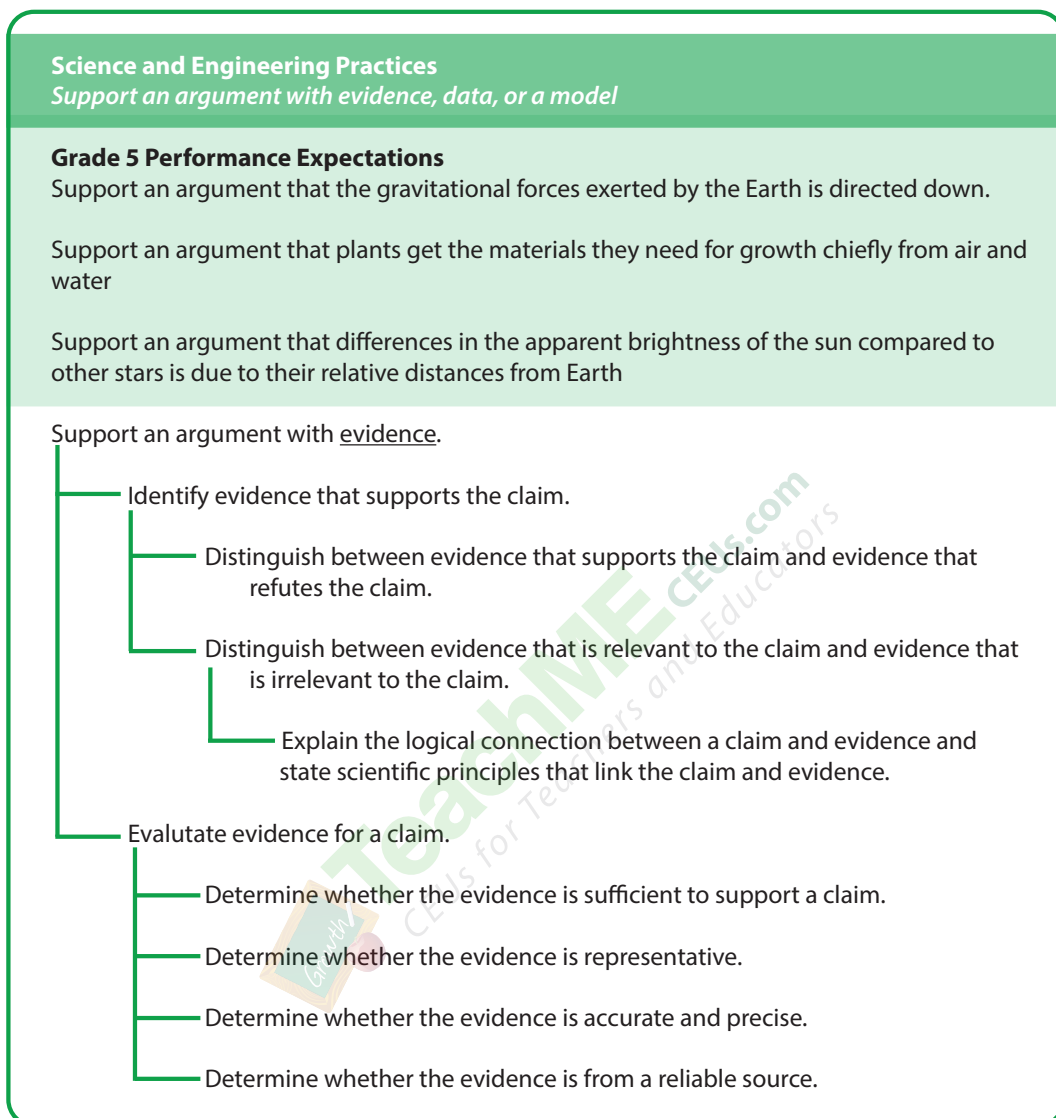 Science and Engineering Practices
Support an argument with evidence, data, or a model
Grade 5 Performance Expectations
Support an argument that the gravitational forces exerted by the Earth is directed down.
Support an argument that plants get the materials they need for growth chiefly from air and
water
Support an argument that differences in the apparent brightness of the sun compared to
other stars is due to their relative distances from Earth
Support an argument with evidence.
Identify evidence that supports the claim.
Distinguish between evidence that supports the claim and evidence that
refutes the claim.
Distinguish between evidence that is relevant to the claim and evidence that
is irrelevant to the claim.
Explain the logical connection between a claim and evidence and
state scientific principles that link the claim and evidence.
Evalutate evidence for a claim.
Determine whether the evidence is sufficient to support a claim.
Determine whether the evidence is representative.
Determine whether the evidence is accurate and precise.
Determine whether the evidence is from a reliable source.
Growth
TeachME CEUs.com
CEUs for Teachers and Educators